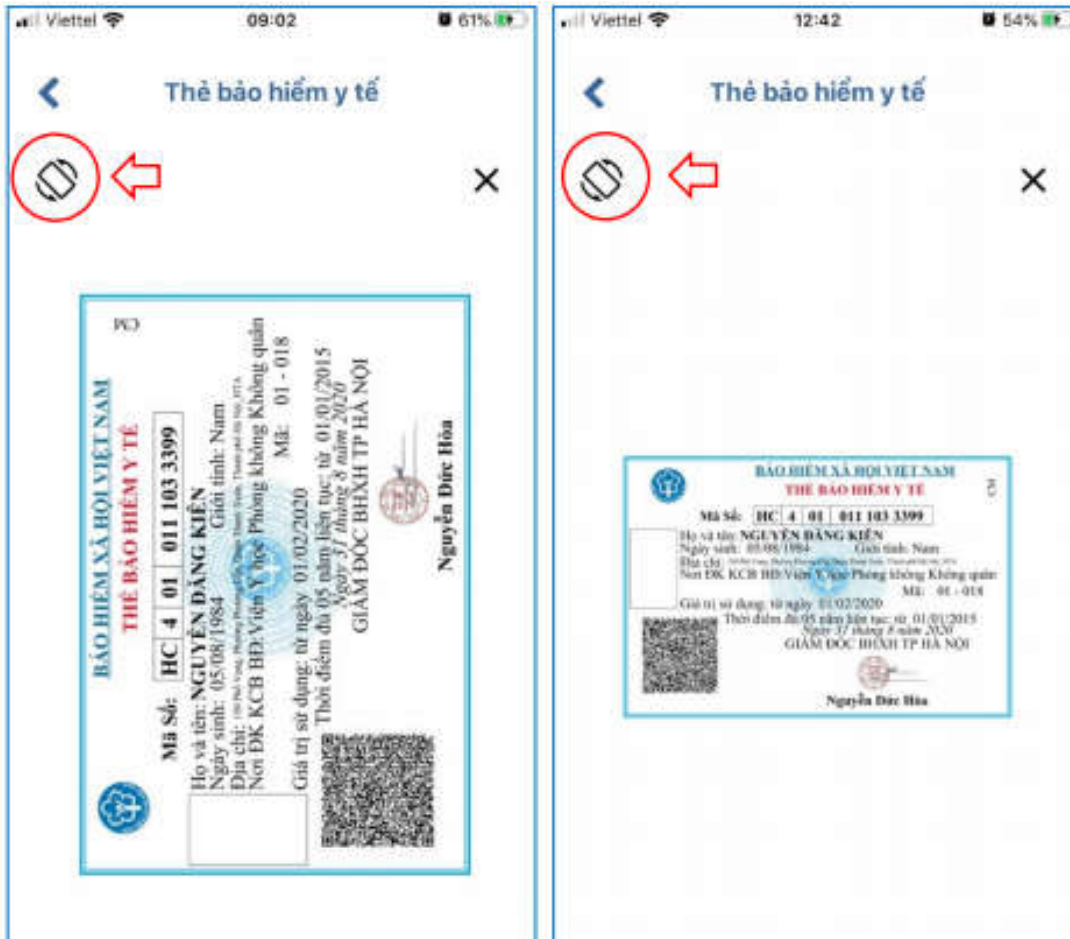 Viettel 09:02 61%
Thẻ bảo hiểm y tế
CM
BẢO HIỂM XÃ HỘI VIỆT NAM
THẺ BẢO HIỂM Y TẾ
Mã Số: HC 4 01 011 103 3399
Họ và tên: NGUYỄN ĐĂNG KIÊN
Ngày sinh: 05/08/1984 Giới tính: Nam
Địa chỉ:
Nơi ĐK KCB BĐ:Viện Y học Phòng không Không quân
Mã: 01 - 018
Giá trị sử dụng: từ ngày 01/02/2020
Thời điểm đủ 05 năm liên tục: từ 01/01/2015
Ngày 31 tháng 8 năm 2020
GIÁM ĐỐC BHXH TP HÀ NỘI
Nguyễn Đức Hòa
Viettel 12:42 54%
Thẻ bảo hiểm y tế
BẢO HIỂM XÃ HỘI VIỆT NAM
THẺ BẢO HIỂM Y TẾ
CM
Mã Số: HC 4 01 011 103 3399
Họ và tên: NGUYỄN ĐĂNG KIÊN
Ngày sinh: 05/08/1984 Giới tính: Nam
Địa chỉ:
Nơi ĐK KCB BĐ:Viện Y học Phòng không Không quân
Mã: 01 - 018
Giá trị sử dụng: từ ngày 01/02/2020
Thời điểm đủ 05 năm liên tục: từ 01/01/2015
Ngày 31 tháng 8 năm 2020
GIÁM ĐỐC BHXH TP HÀ NỘI
Nguyễn Đức Hòa